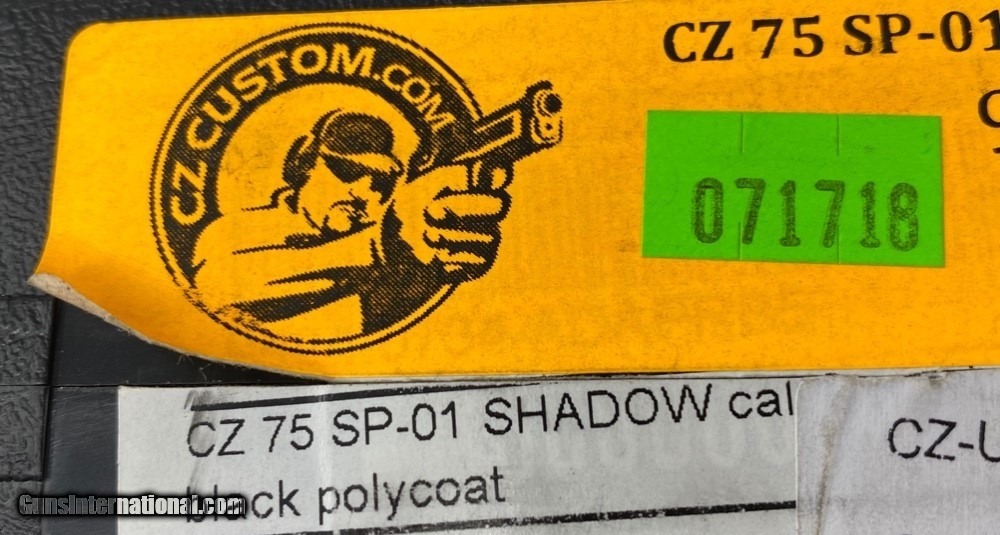 CZCUSTOM.COM
CZ 75 SP-01
071718
CZ 75 SP-01 SHADOW cal
black polycoat
CZ-U
GunsInternational.com